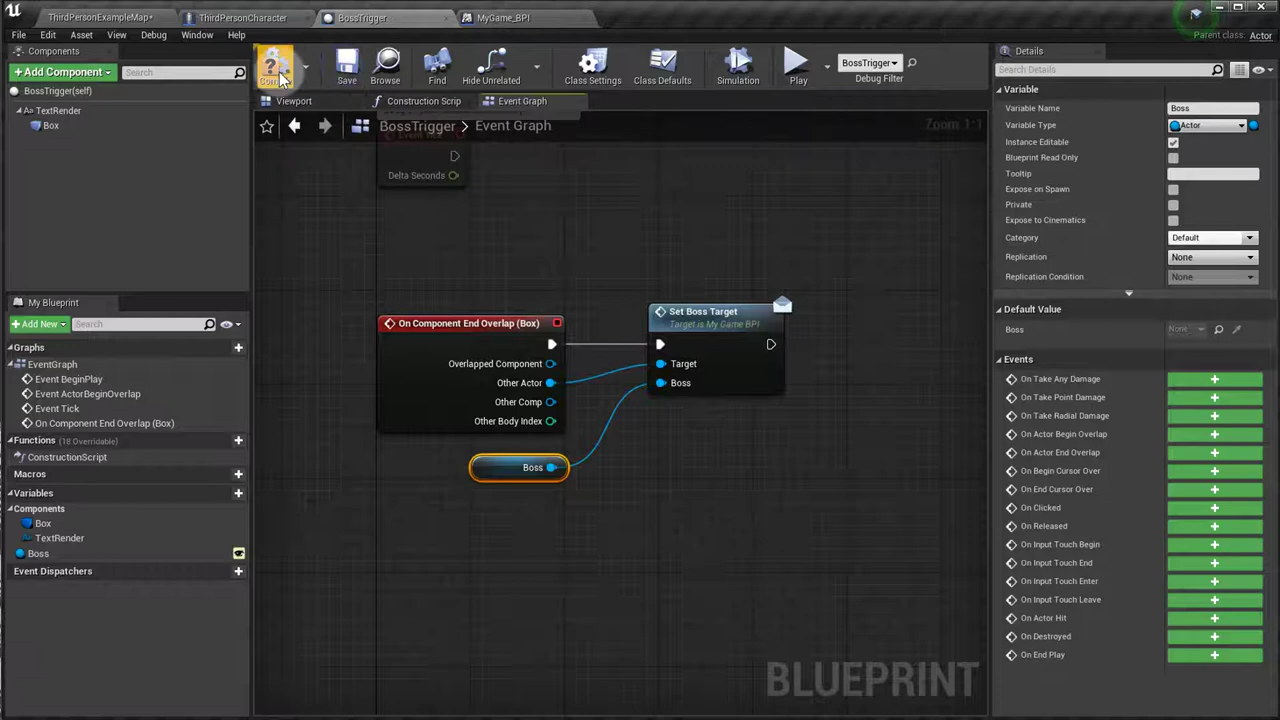 ThirdPersonExampleMap*
ThirdPersonCharacter
BossTrigger
MyGame_BPI
File
Edit
Asset
View
Debug
Window
Help
Parent class: Actor
Components
Add Component
Search
BossTrigger(self)
TextRender
Box
Save
Browse
Find
Hide Unrelated
Class Settings
Class Defaults
Simulation
Play
BossTrigger
Debug Filter
Viewport
Construction Script
Event Graph
BossTrigger > Event Graph
Zoom 1:1
Event Tick
Delta Seconds
On Component End Overlap (Box)
Overlapped Component
Other Actor
Other Comp
Other Body Index
Set Boss Target
Target is My Game BPI
Target
Boss
Boss
BLUEPRINT
My Blueprint
Add New
Search
Graphs
EventGraph
Event BeginPlay
Event ActorBeginOverlap
Event Tick
On Component End Overlap (Box)
Functions (18 Overridable)
ConstructionScript
Macros
Variables
Components
Box
TextRender
Boss
Event Dispatchers
Details
Search Details
Variable
Variable Name Boss
Variable Type Actor
Instance Editable
Blueprint Read Only
Tooltip
Expose on Spawn
Private
Expose to Cinematics
Category Default
Replication None
Replication Condition None
Default Value
Boss None
Events
On Take Any Damage
On Take Point Damage
On Take Radial Damage
On Actor Begin Overlap
On Actor End Overlap
On Begin Cursor Over
On End Cursor Over
On Clicked
On Released
On Input Touch Begin
On Input Touch End
On Input Touch Enter
On Input Touch Leave
On Actor Hit
On Destroyed
On End Play